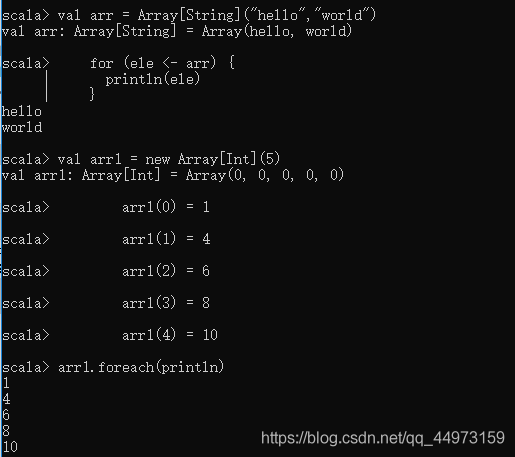 scala> val arr = Array[String]("hello","world")
val arr: Array[String] = Array(hello, world)
scala>     for (ele <- arr) {
     |       println(ele)
     |     }
hello
world
scala> val arr1 = new Array[Int](5)
val arr1: Array[Int] = Array(0, 0, 0, 0, 0)
scala>         arr1(0) = 1
scala>         arr1(1) = 4
scala>         arr1(2) = 6
scala>         arr1(3) = 8
scala>         arr1(4) = 10
scala> arr1.foreach(println)
1
4
6
8
10
https://blog.csdn.net/qq_44973159